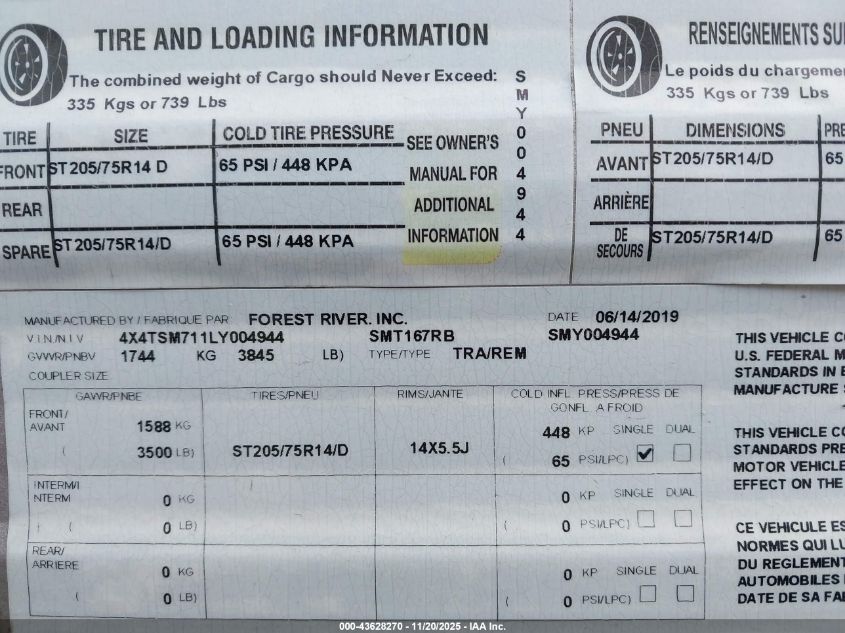 TIRE AND LOADING INFORMATION
The combined weight of Cargo should Never Exceed:
335 Kgs or 739 Lbs
TIRE SIZE COLD TIRE PRESSURE
FRONT ST205/75R14 D 65 PSI / 448 KPA
REAR
SPARE ST205/75R14/D 65 PSI / 448 KPA
SEE OWNER'S
MANUAL FOR
ADDITIONAL
INFORMATION
SMY004944
RENSEIGNEMENTS SU
Le poids du chargeme
335 Kgs or 739 Lbs
PNEU DIMENSIONS PRE
AVANT ST205/75R14/D 65
ARRIÈRE
DE
SECOURS ST205/75R14/D 65
MANUFACTURED BY / FABRIQUE PAR FOREST RIVER, INC. DATE 06/14/2019
V I N/N I V 4X4TSM711LY004944 SMT167RB SMY004944
GVWR/PNBV 1744 KG 3845 LB) TYPE/TYPE TRA/REM
COUPLER SIZE
GAWR/PNBE TIRES/PNEU RIMS/JANTE COLD INFL. PRESS/PRESS DE
GONFL. A FROID
FRONT/
AVANT 1588 KG 448 KP SINGLE DUAL
( 3500 LB) ST205/75R14/D 14X5.5J ( 65 PSI/LPC)
INTERM/I
NTERM 0 KG 0 KP SINGLE DUAL
( 0 LB) ( 0 PSI/LPC)
REAR/
ARRIERE 0 KG 0 KP SINGLE DUAL
( 0 LB) ( 0 PSI/LPC)
THIS VEHICLE CO
U.S. FEDERAL M
STANDARDS IN E
MANUFACTURE
THIS VEHICLE CO
STANDARDS PRE
MOTOR VEHICLE
EFFECT ON THE
CE VEHICULE ES
NORMES QUI LU
DU REGLEMENT
AUTOMOBILES
DATE DE SA FA
000-43628270 - 11/20/2025 - IAA Inc.